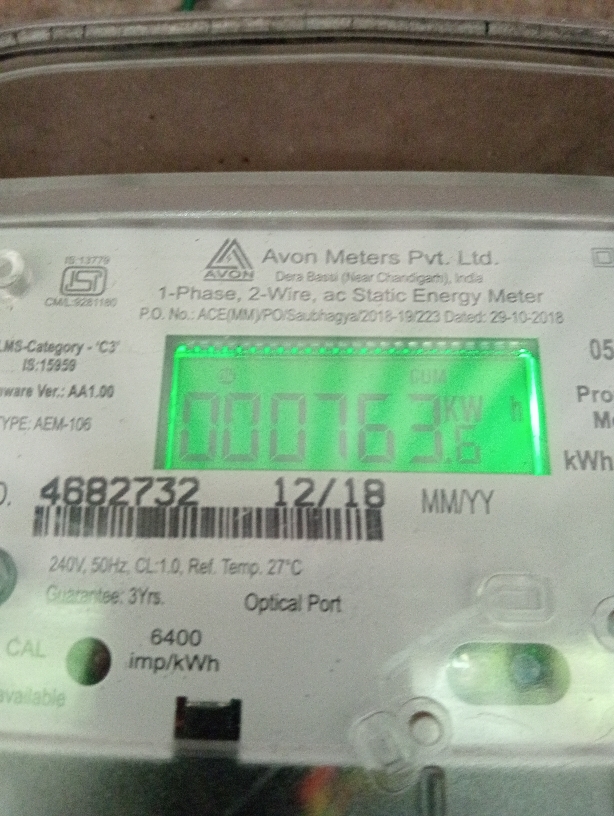 IS:13779
ISI
CM/L:9281180
AVON
Avon Meters Pvt. Ltd.
Dera Bassi (Near Chandigarh), India
1-Phase, 2-Wire, ac Static Energy Meter
P.O. No.: ACE(MM)/PO/Saubhagya/2018-19/223 Dated: 29-10-2018
LMS-Category - 'C3'
IS:15959
ware Ver.: AA1.00
YPE: AEM-106
CUM
000763.6 KW h
05
Pro
M
kWh
4682732 12/18 MM/YY
240V, 50Hz, CL:1.0, Ref. Temp. 27°C
Guarantee: 3Yrs.
Optical Port
CAL
6400
imp/kWh
available